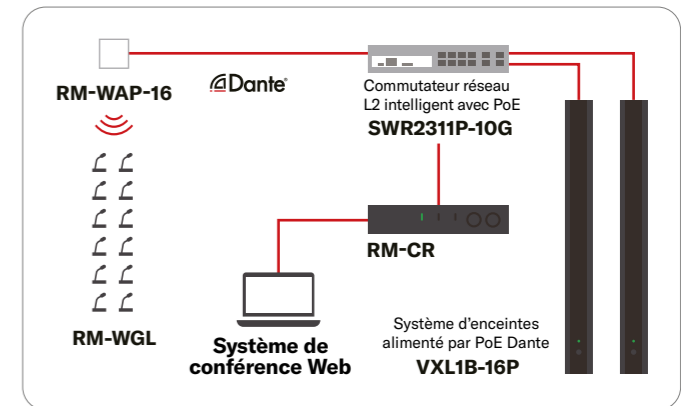 RM-WAP-16
Dante
Commutateur réseau
L2 intelligent avec PoE
SWR2311P-10G
RM-CR
RM-WGL
Système de
conférence Web
Système d'enceintes
alimenté par PoE Dante
VXL1B-16P